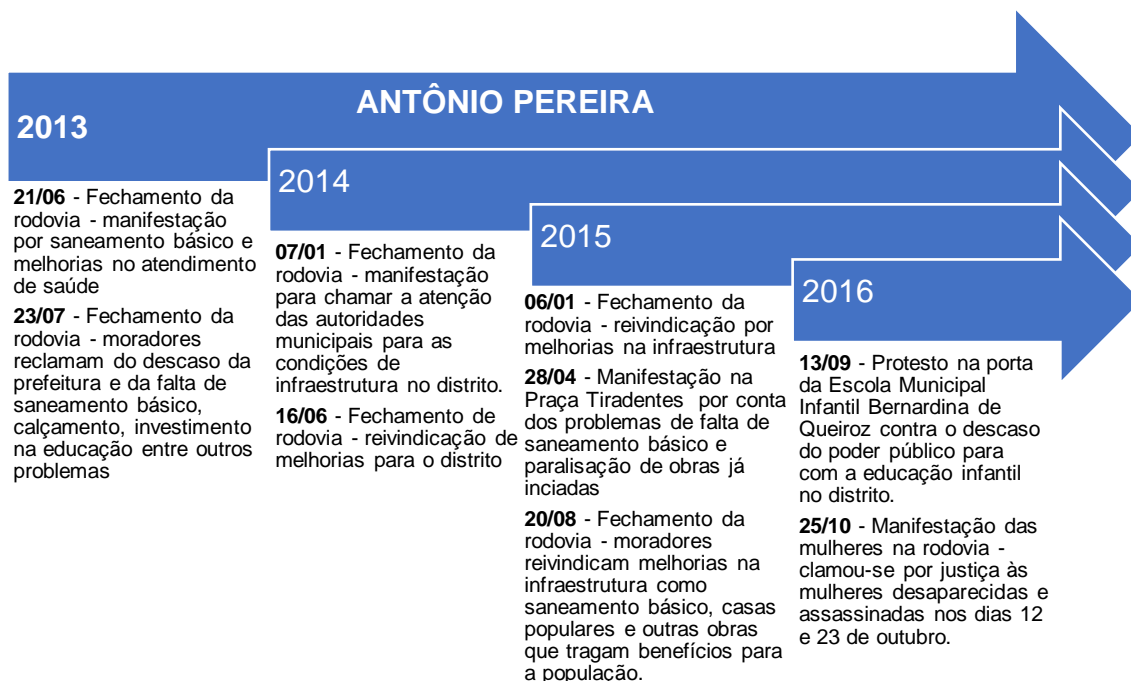 ANTÔNIO PEREIRA
2013
21/06 - Fechamento da
rodovia - manifestação
por saneamento básico e
melhorias no atendimento
de saúde
23/07 - Fechamento da
rodovia - moradores
reclamam do descaso da
prefeitura e da falta de
saneamento básico,
calçamento, investimento
na educação entre outros
problemas
2014
07/01 - Fechamento da
rodovia - manifestação
para chamar a atenção
das autoridades
municipais para as
condições de
infraestrutura no distrito.
16/06 - Fechamento de
rodovia - reivindicação de
melhorias para o distrito
2015
06/01 - Fechamento da
rodovia - reivindicação por
melhorias na infraestrutura
28/04 - Manifestação na
Praça Tiradentes por conta
dos problemas de falta de
saneamento básico e
paralisação de obras já
inciadas
20/08 - Fechamento da
rodovia - moradores
reivindicam melhorias na
infraestrutura como
saneamento básico, casas
populares e outras obras
que tragam benefícios para
a população.
2016
13/09 - Protesto na porta
da Escola Municipal
Infantil Bernardina de
Queiroz contra o descaso
do poder público para
com a educação infantil
no distrito.
25/10 - Manifestação das
mulheres na rodovia -
clamou-se por justiça às
mulheres desaparecidas e
assassinadas nos dias 12
e 23 de outubro.